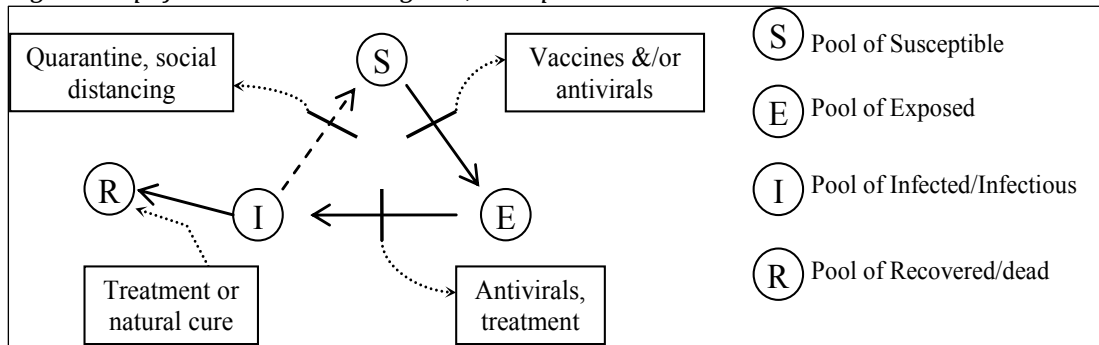 Quarantine, social
distancing
S
Vaccines &/or
antivirals
R
I
E
Treatment or
natural cure
Antivirals,
treatment
S Pool of Susceptible
E Pool of Exposed
I Pool of Infected/Infectious
R Pool of Recovered/dead